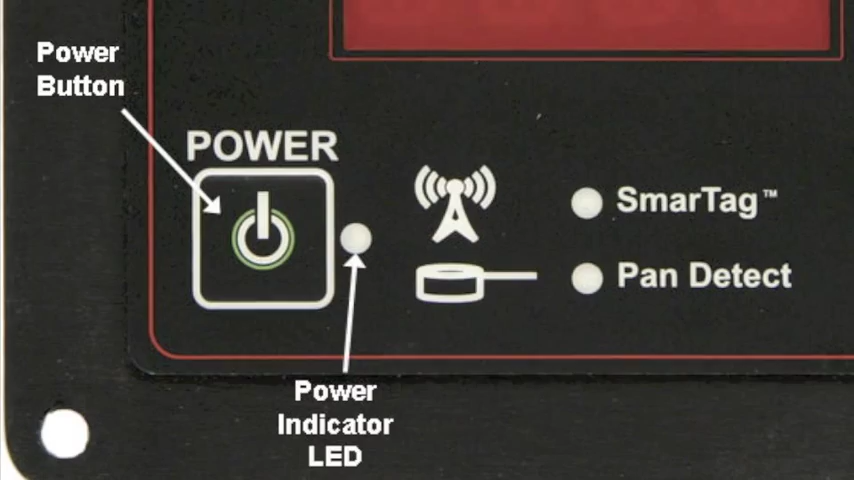 Power
Button
POWER
SmarTag™
Pan Detect
Power
Indicator
LED